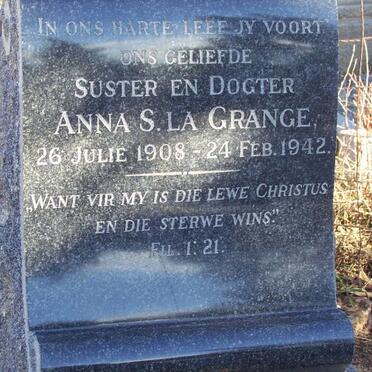 IN ONS HARTE LEEF JY VOORT
ONS GELIEFDE
SUSTER EN DOGTER
ANNA S. LA GRANGE,
26 JULIE 1908 - 24 FEB. 1942.
„WANT VIR MY IS DIE LEWE CHRISTUS
EN DIE STERWE WINS."
FIL. 1: 21.